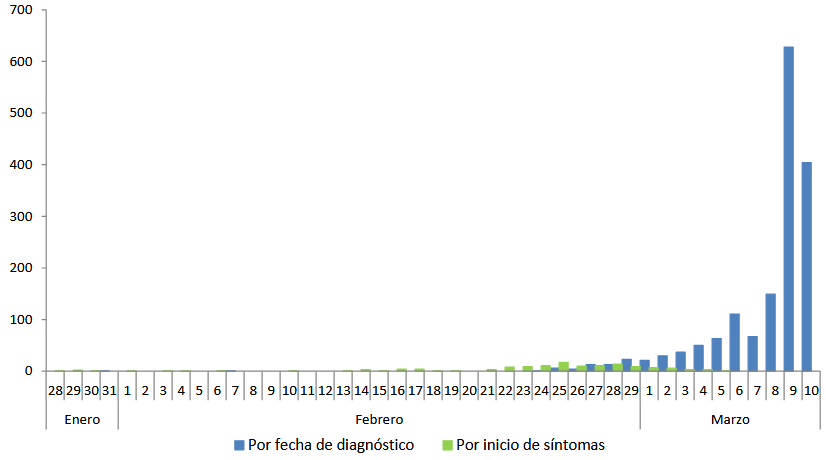 700
600
500
400
300
200
100
0
28 29 30 31 1 2 3 4 5 6 7 8 9 10 11 12 13 14 15 16 17 18 19 20 21 22 23 24 25 26 27 28 29 1 2 3 4 5 6 7 8 9 10
Enero Febrero Marzo
Por fecha de diagnóstico Por inicio de síntomas